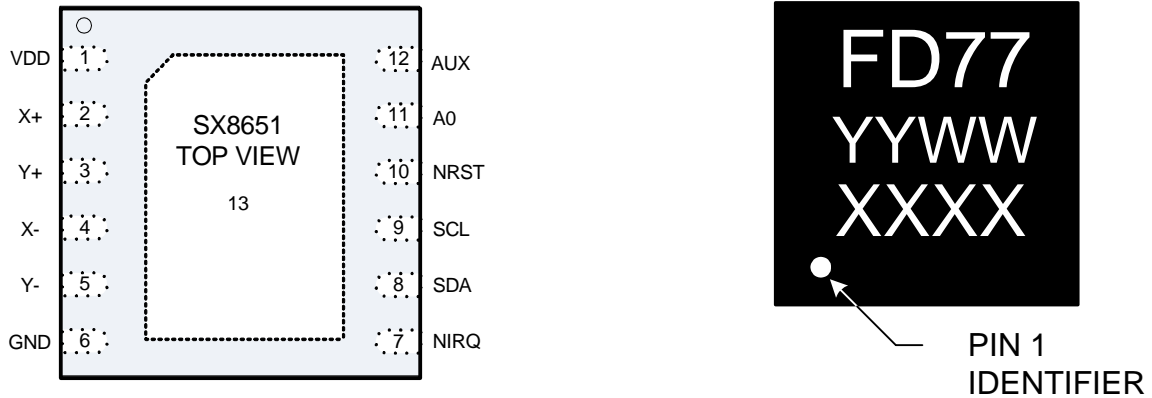 VDD 1 12 AUX
X+ 2 11 A0
SX8651
TOP VIEW
Y+ 3 10 NRST
13
X- 4 9 SCL
Y- 5 8 SDA
GND 6 7 NIRQ
FD77
YYWW
XXXX
PIN 1
IDENTIFIER